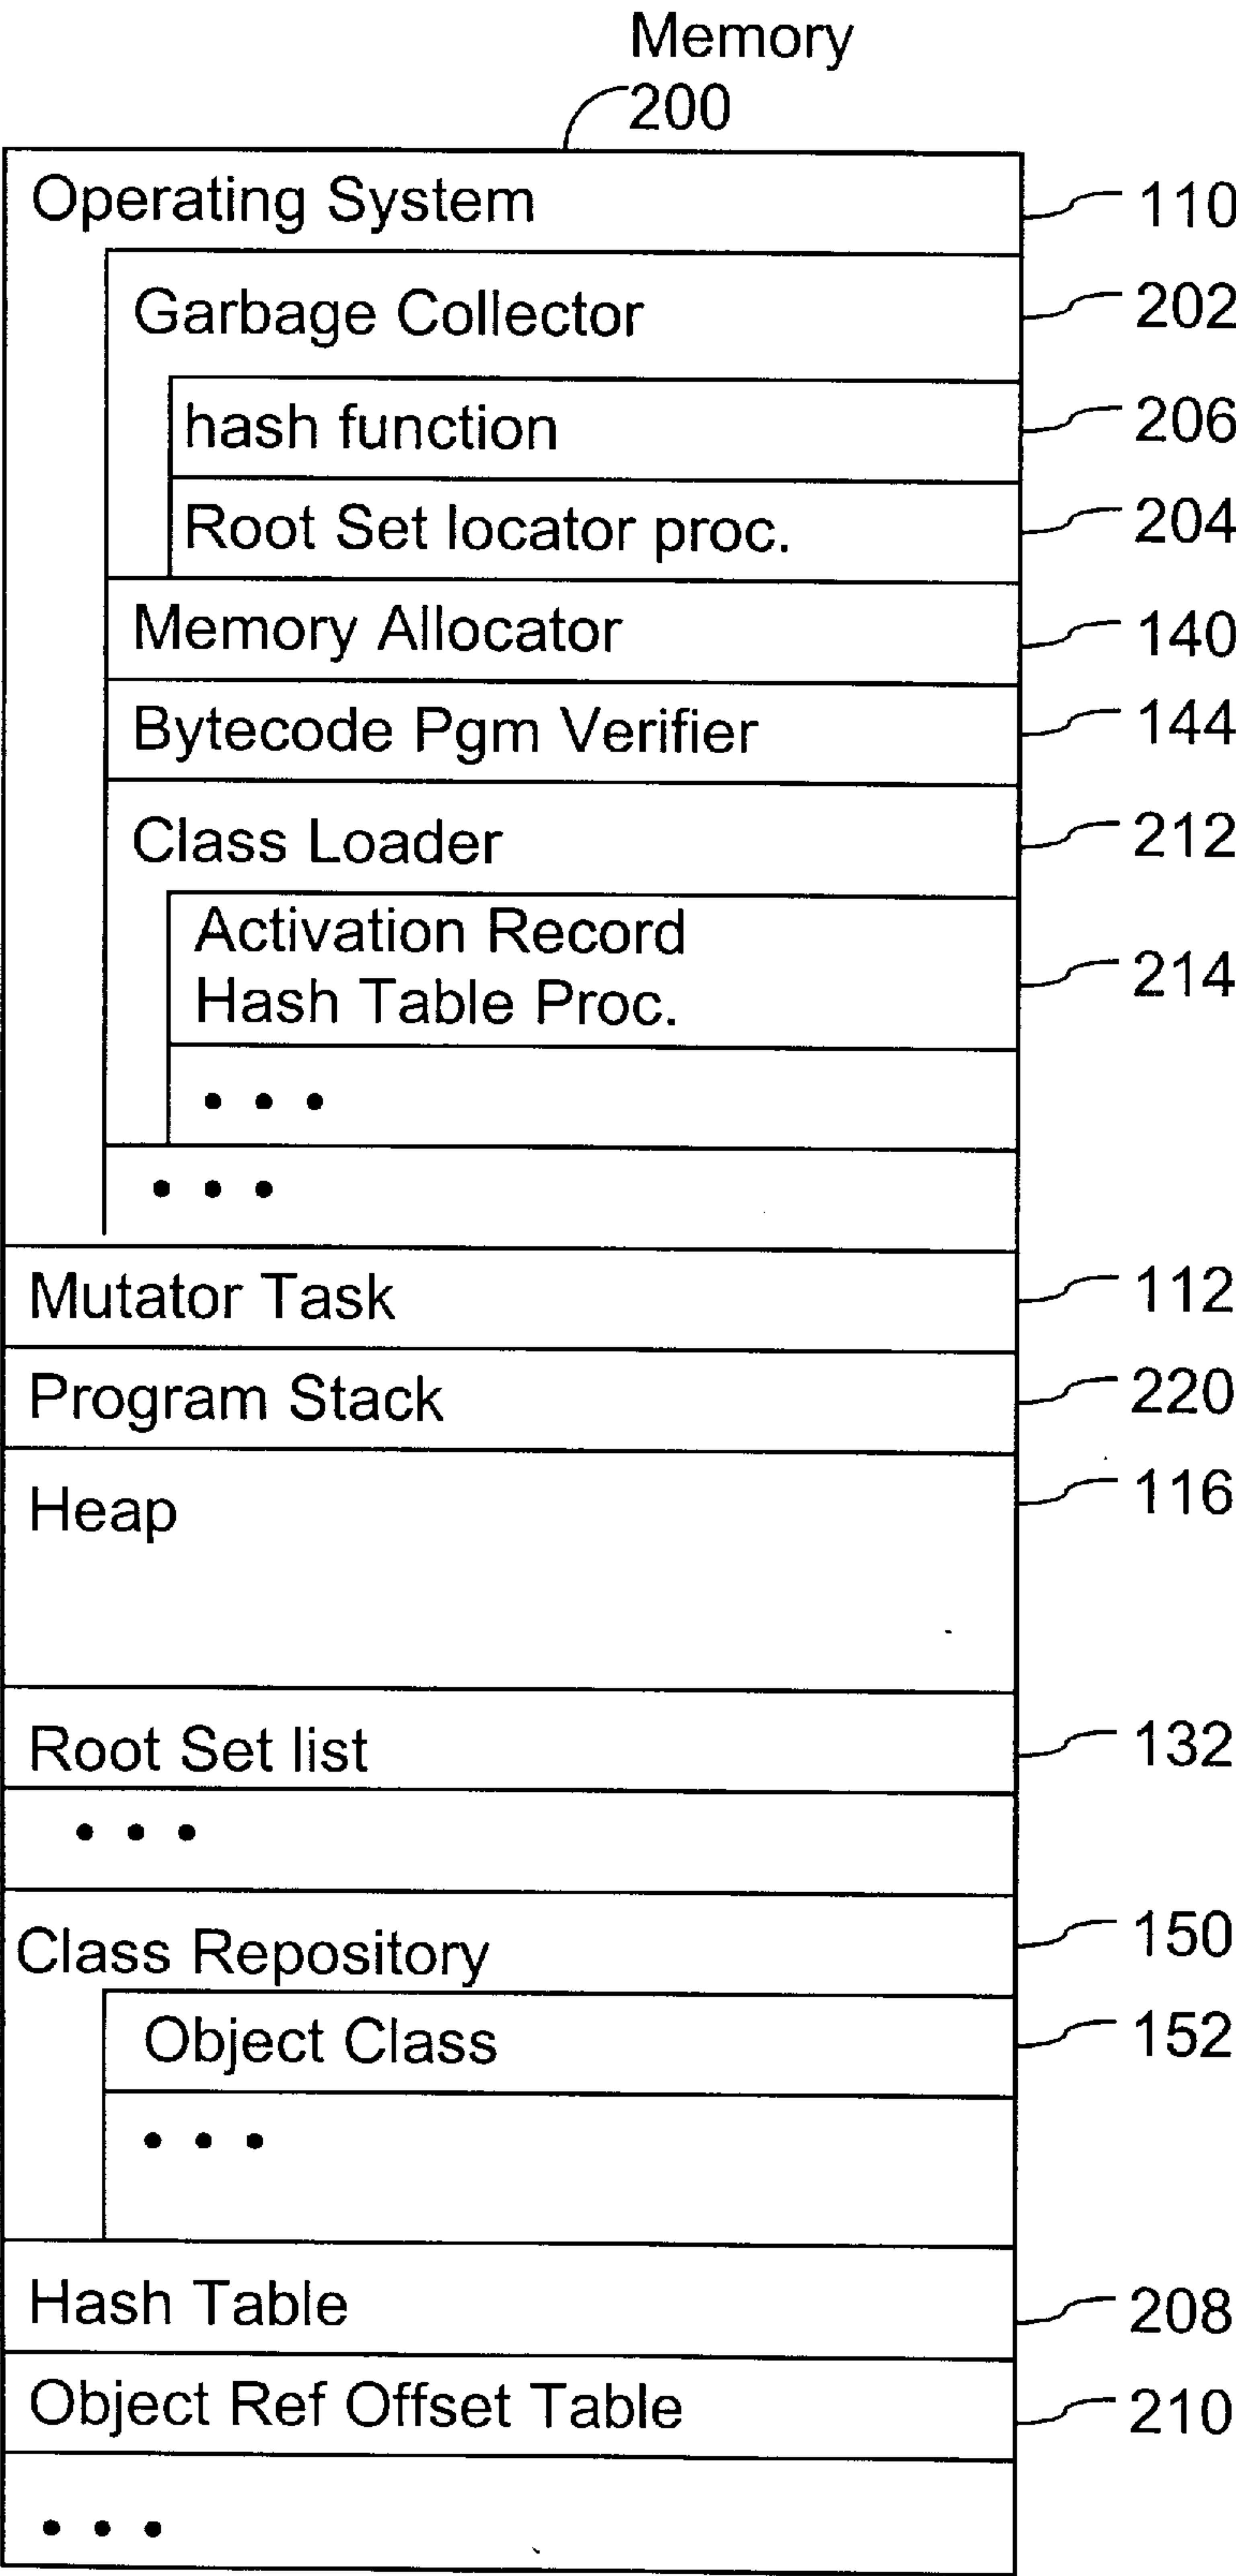 Memory
200
Operating System 110
Garbage Collector 202
hash function 206
Root Set locator proc. 204
Memory Allocator 140
Bytecode Pgm Verifier 144
Class Loader 212
Activation Record
Hash Table Proc. 214
• • •
• • •
Mutator Task 112
Program Stack 220
Heap 116
Root Set list 132
• • •
Class Repository 150
Object Class 152
• • •
Hash Table 208
Object Ref Offset Table 210
• • •